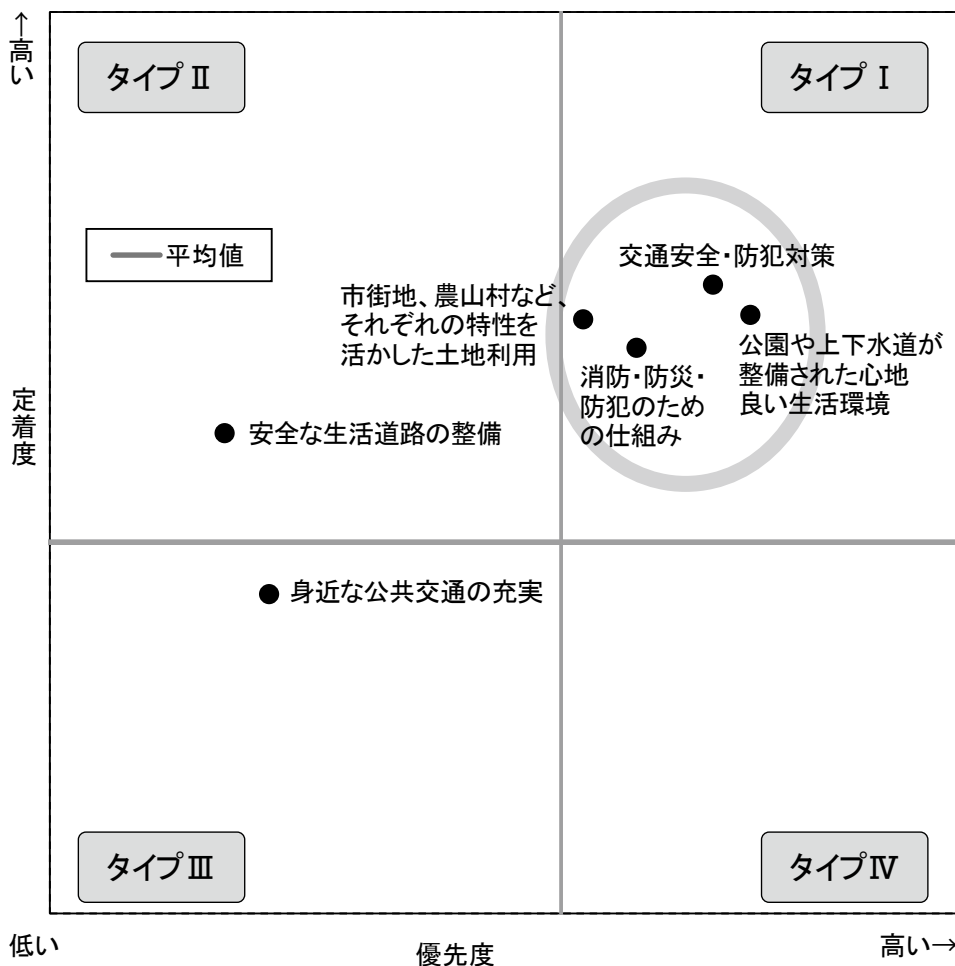 ↑高い
タイプⅡ
タイプⅠ
平均値
交通安全・防犯対策
市街地、農山村など、
それぞれの特性を
活かした土地利用
公園や上下水道が
整備された心地
良い生活環境
消防・防災・
防犯のため
の仕組み
定着度
安全な生活道路の整備
身近な公共交通の充実
タイプⅢ
タイプⅣ
低い
優先度
高い→